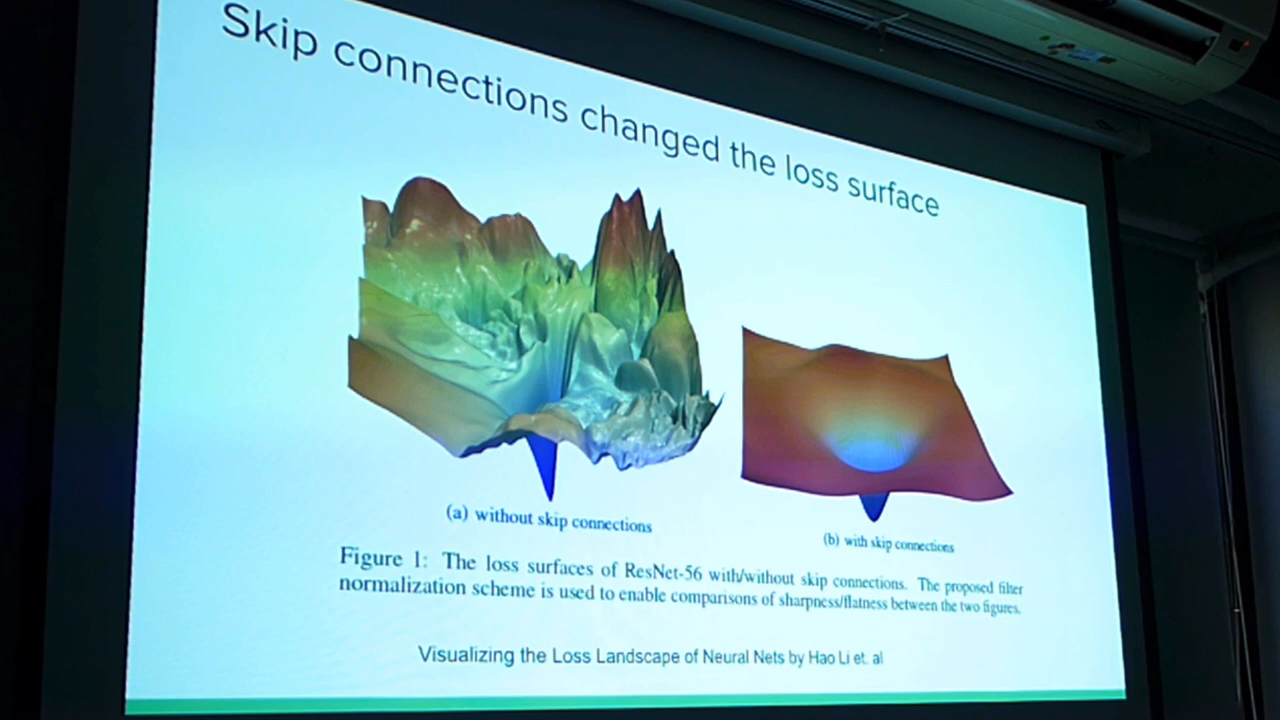 Skip connections changed the loss surface
(a) without skip connections
(b) with skip connections
Figure 1: The loss surfaces of ResNet-56 with/without skip connections. The proposed filter
normalization scheme is used to enable comparisons of sharpness/flatness between the two figures.
Visualizing the Loss Landscape of Neural Nets by Hao Li et. al